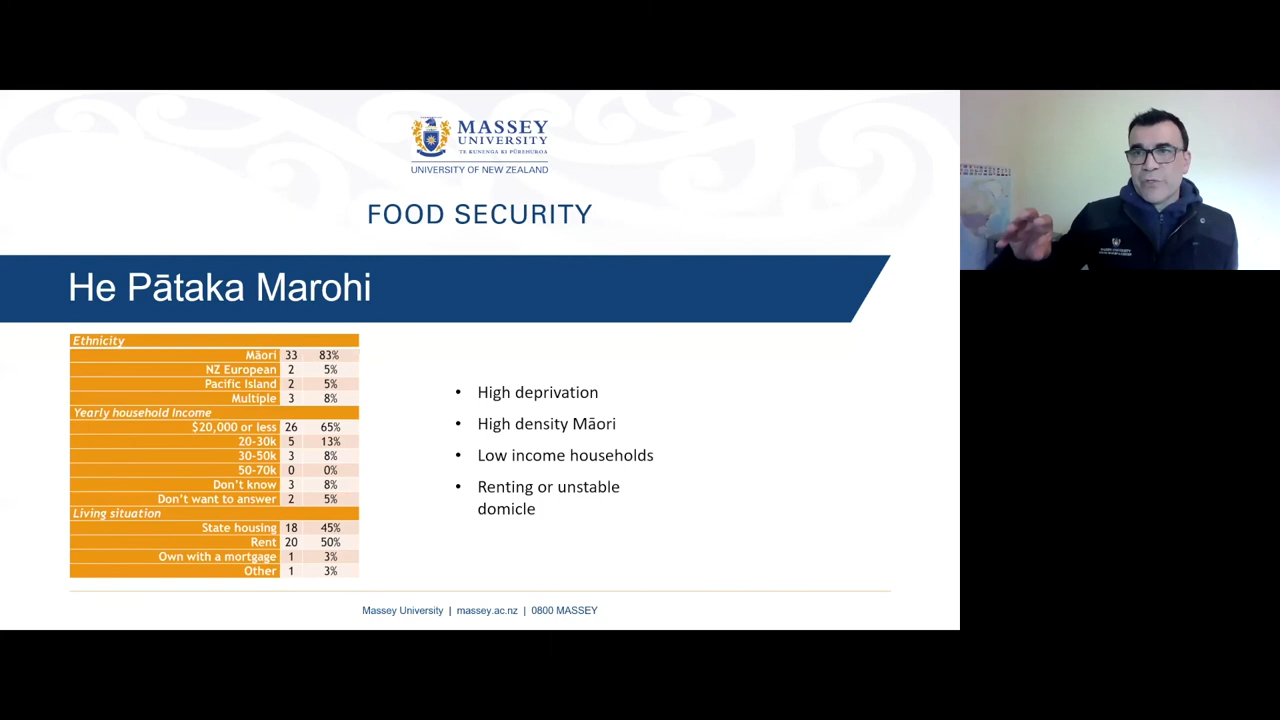 MASSEY
UNIVERSITY
TE KUNENGA KI PŪREHUROA
UNIVERSITY OF NEW ZEALAND
FOOD SECURITY
He Pātaka Marohi
Ethnicity
Māori 33 83%
NZ European 2 5%
Pacific Island 2 5%
Multiple 3 8%
Yearly household Income
$20,000 or less 26 65%
20-30k 5 13%
30-50k 3 8%
50-70k 0 0%
Don't know 3 8%
Don't want to answer 2 5%
Living situation
State housing 18 45%
Rent 20 50%
Own with a mortgage 1 3%
Other 1 3%
• High deprivation
• High density Māori
• Low income households
• Renting or unstable
domicle
Massey University | massey.ac.nz | 0800 MASSEY
MASSEY UNIVERSITY